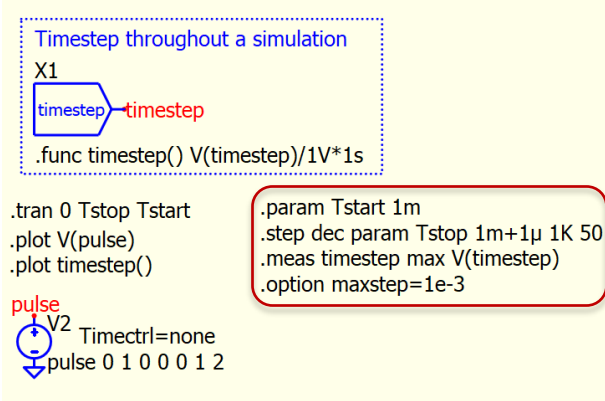 Timestep throughout a simulation
X1
timestep
timestep
.func timestep() V(timestep)/1V*1s
.tran 0 Tstop Tstart
.plot V(pulse)
.plot timestep()
.param Tstart 1m
.step dec param Tstop 1m+1µ 1K 50
.meas timestep max V(timestep)
.option maxstep=1e-3
pulse
V2
Timectrl=none
pulse 0 1 0 0 0 1 2